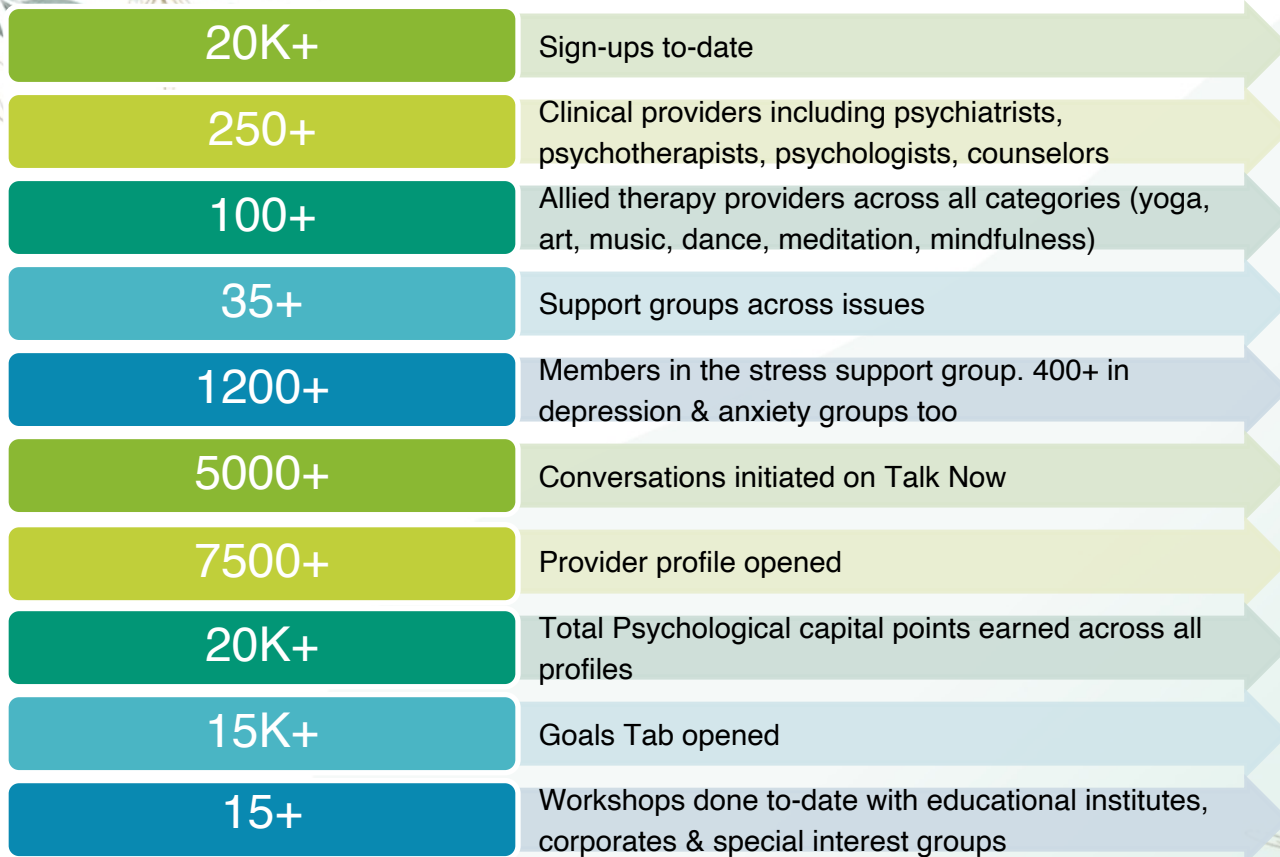 20K+
Sign-ups to-date
250+
Clinical providers including psychiatrists,
psychotherapists, psychologists, counselors
100+
Allied therapy providers across all categories (yoga,
art, music, dance, meditation, mindfulness)
35+
Support groups across issues
1200+
Members in the stress support group. 400+ in
depression & anxiety groups too
5000+
Conversations initiated on Talk Now
7500+
Provider profile opened
20K+
Total Psychological capital points earned across all
profiles
15K+
Goals Tab opened
15+
Workshops done to-date with educational institutes,
corporates & special interest groups